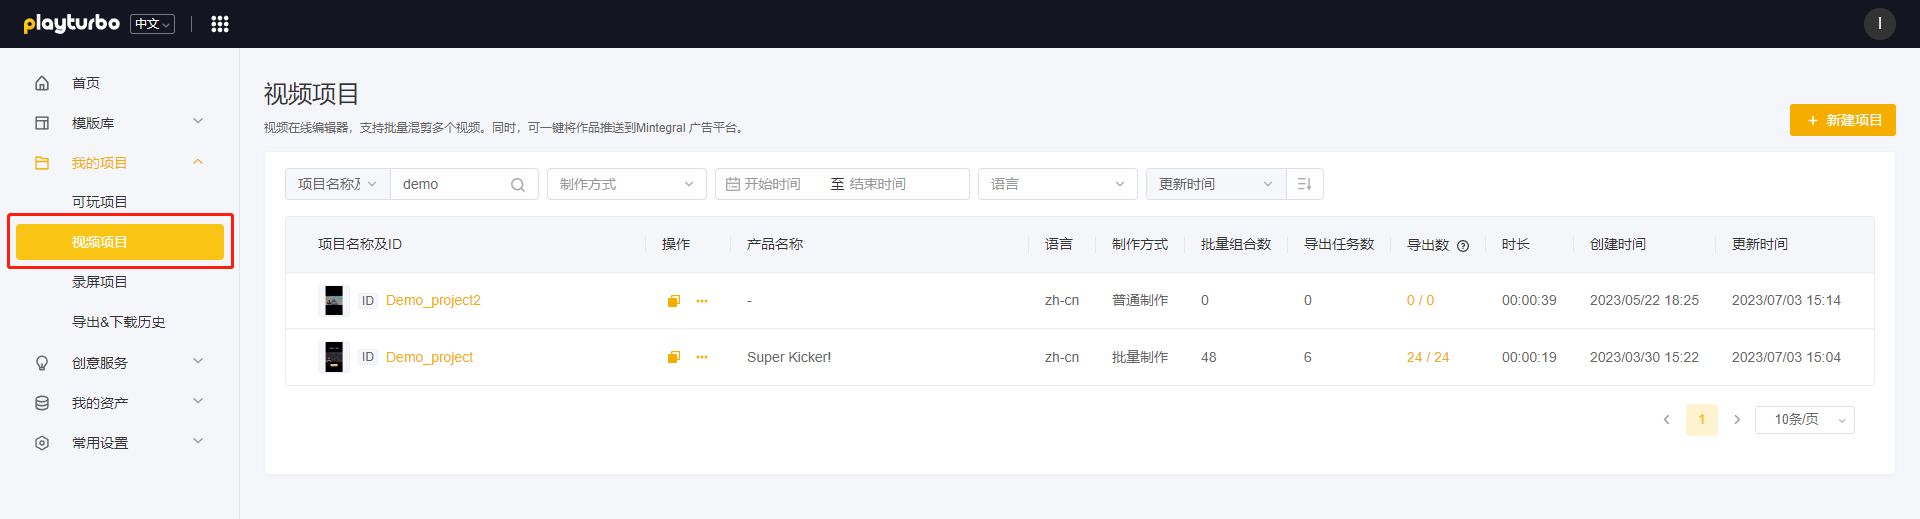 playturbo 中文
I
首页
模版库
我的项目
可玩项目
视频项目
录屏项目
导出&下载历史
创意服务
我的资产
常用设置
视频项目
视频在线编辑器，支持批量混剪多个视频。同时，可一键将作品推送到Mintegral 广告平台。
+ 新建项目
项目名称及 demo 制作方式 开始时间 至 结束时间 语言 更新时间
项目名称及ID 操作 产品名称 语言 制作方式 批量组合数 导出任务数 导出数 ? 时长 创建时间 更新时间
ID Demo_project2 ··· - zh-cn 普通制作 0 0 0 / 0 00:00:39 2023/05/22 18:25 2023/07/03 15:14
ID Demo_project ··· Super Kicker! zh-cn 批量制作 48 6 24 / 24 00:00:19 2023/03/30 15:22 2023/07/03 15:04
< 1 > 10条/页